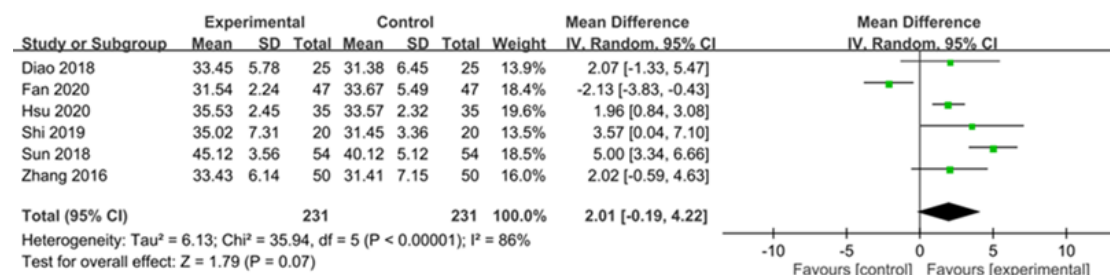 Experimental Control Mean Difference Mean Difference
Study or Subgroup Mean SD Total Mean SD Total Weight IV, Random, 95% CI IV, Random, 95% CI
Diao 2018 33.45 5.78 25 31.38 6.45 25 13.9% 2.07 [-1.33, 5.47]
Fan 2020 31.54 2.24 47 33.67 5.49 47 18.4% -2.13 [-3.83, -0.43]
Hsu 2020 35.53 2.45 35 33.57 2.32 35 19.6% 1.96 [0.84, 3.08]
Shi 2019 35.02 7.31 20 31.45 3.36 20 13.5% 3.57 [0.04, 7.10]
Sun 2018 45.12 3.56 54 40.12 5.12 54 18.5% 5.00 [3.34, 6.66]
Zhang 2016 33.43 6.14 50 31.41 7.15 50 16.0% 2.02 [-0.59, 4.63]
Total (95% CI) 231 231 100.0% 2.01 [-0.19, 4.22]
Heterogeneity: Tau² = 6.13; Chi² = 35.94, df = 5 (P < 0.00001); I² = 86%
Test for overall effect: Z = 1.79 (P = 0.07)
-10 -5 0 5 10
Favours [control] Favours [experimental]